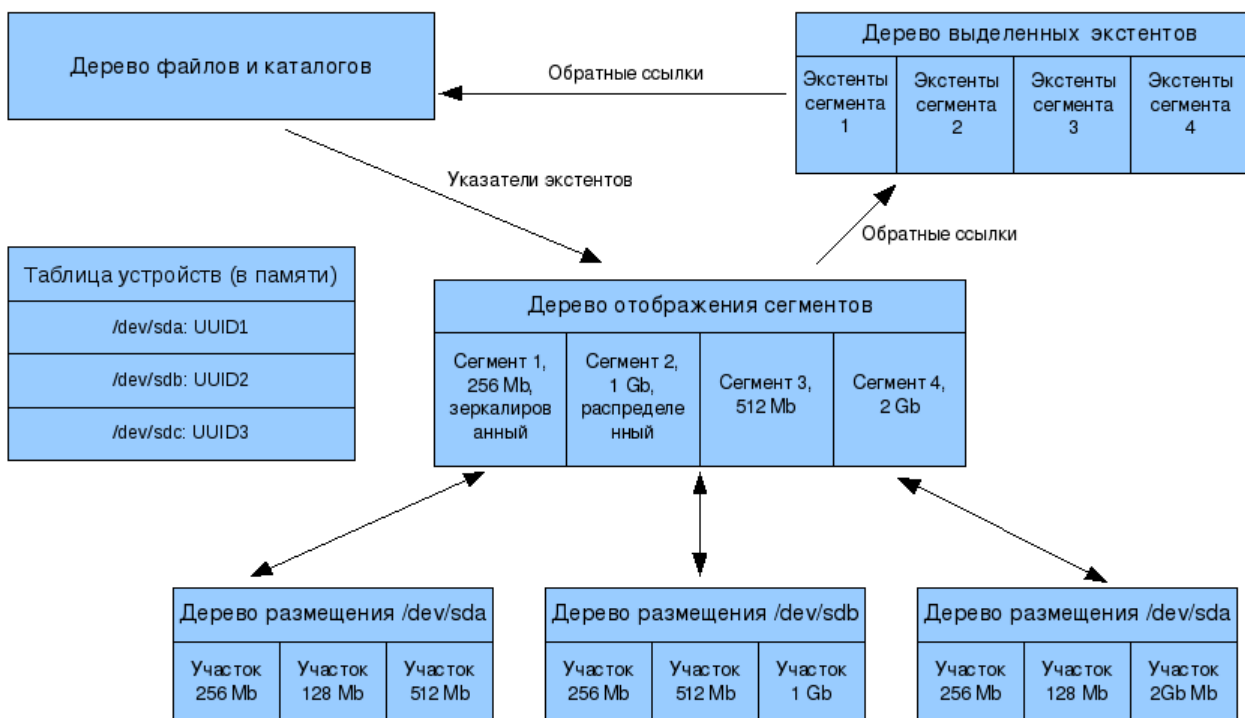 Дерево файлов и каталогов
Обратные ссылки
Дерево выделенных экстентов
Экстенты
сегмента
1
Экстенты
сегмента
2
Экстенты
сегмента
3
Экстенты
сегмента
4
Указатели экстентов
Обратные ссылки
Таблица устройств (в памяти)
/dev/sda: UUID1
/dev/sdb: UUID2
/dev/sdc: UUID3
Дерево отображения сегментов
Сегмент 1,
256 Mb,
зеркалиров
анный
Сегмент 2,
1 Gb,
распределе
нный
Сегмент 3,
512 Mb
Сегмент 4,
2 Gb
Дерево размещения /dev/sda
Участок
256 Mb
Участок
128 Mb
Участок
512 Mb
Дерево размещения /dev/sdb
Участок
256 Mb
Участок
512 Mb
Участок
1 Gb
Дерево размещения /dev/sda
Участок
256 Mb
Участок
128 Mb
Участок
2Gb Mb